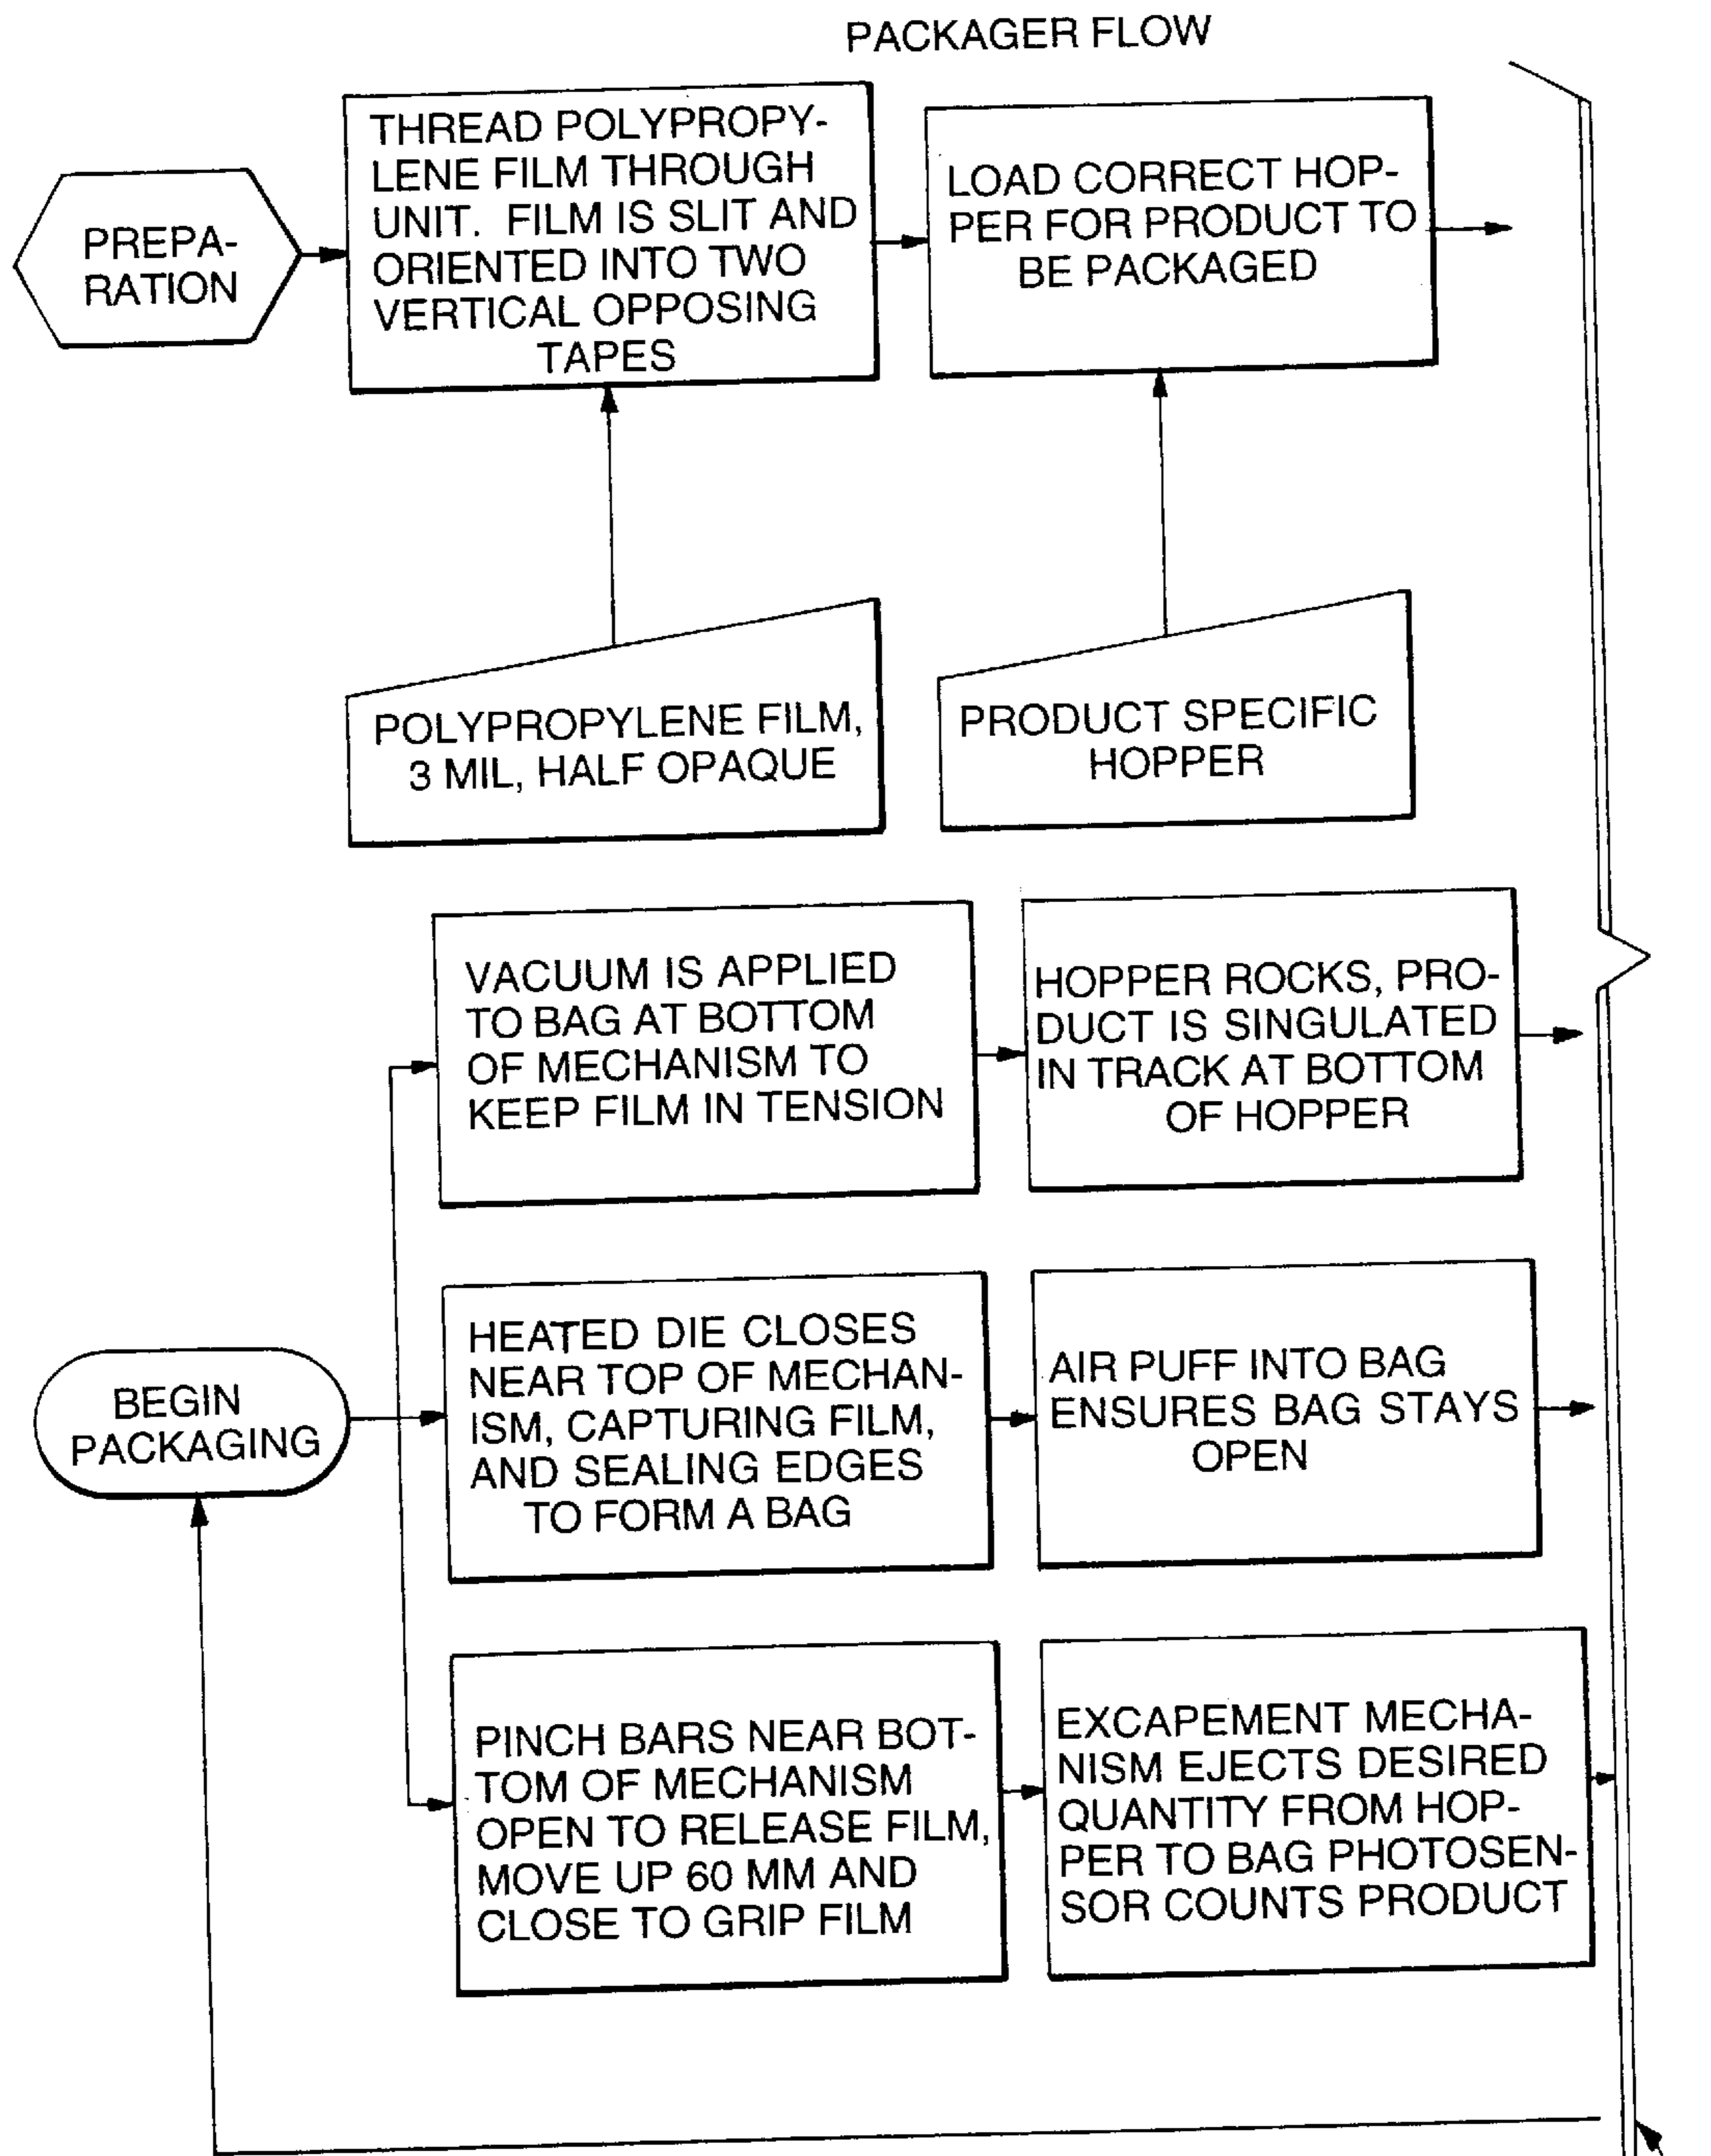 PACKAGER FLOW
PREPA-
RATION
THREAD POLYPROPY-
LENE FILM THROUGH
UNIT. FILM IS SLIT AND
ORIENTED INTO TWO
VERTICAL OPPOSING
TAPES
LOAD CORRECT HOP-
PER FOR PRODUCT TO
BE PACKAGED
POLYPROPYLENE FILM,
3 MIL, HALF OPAQUE
PRODUCT SPECIFIC
HOPPER
VACUUM IS APPLIED
TO BAG AT BOTTOM
OF MECHANISM TO
KEEP FILM IN TENSION
HOPPER ROCKS, PRO-
DUCT IS SINGULATED
IN TRACK AT BOTTOM
OF HOPPER
BEGIN
PACKAGING
HEATED DIE CLOSES
NEAR TOP OF MECHAN-
ISM, CAPTURING FILM,
AND SEALING EDGES
TO FORM A BAG
AIR PUFF INTO BAG
ENSURES BAG STAYS
OPEN
PINCH BARS NEAR BOT-
TOM OF MECHANISM
OPEN TO RELEASE FILM,
MOVE UP 60 MM AND
CLOSE TO GRIP FILM
EXCAPEMENT MECHA-
NISM EJECTS DESIRED
QUANTITY FROM HOP-
PER TO BAG PHOTOSEN-
SOR COUNTS PRODUCT